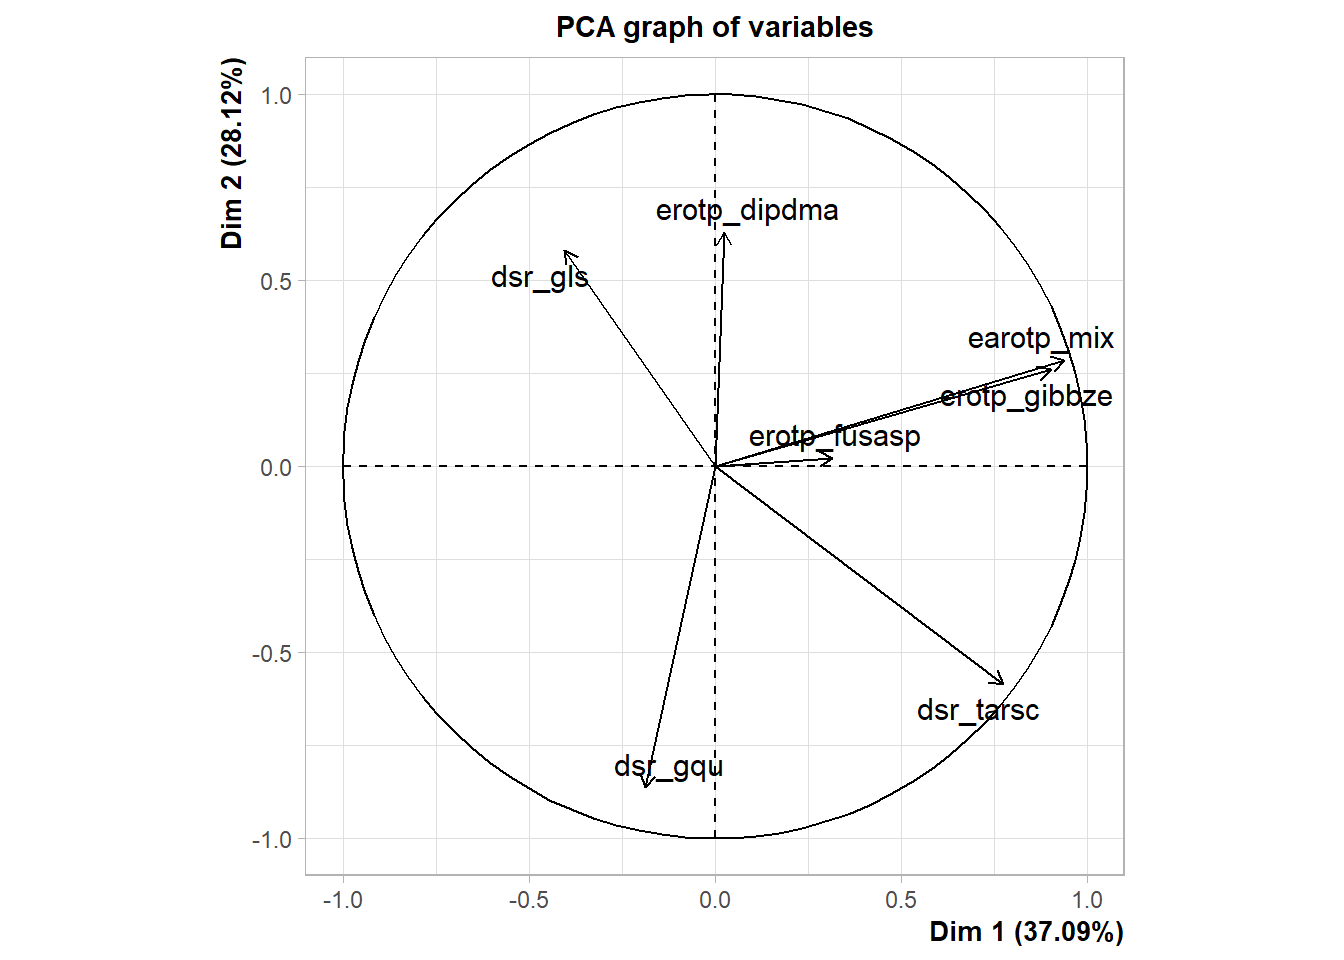 PCA graph of variables
Dim 2 (28.12%)
1.0
0.5
0.0
-0.5
-1.0
erotp_dipdma
dsr_gls
earotp_mix
erotp_gibbze
erotp_fusasp
dsr_tarsc
dsr_gqu
-1.0
-0.5
0.0
0.5
1.0
Dim 1 (37.09%)